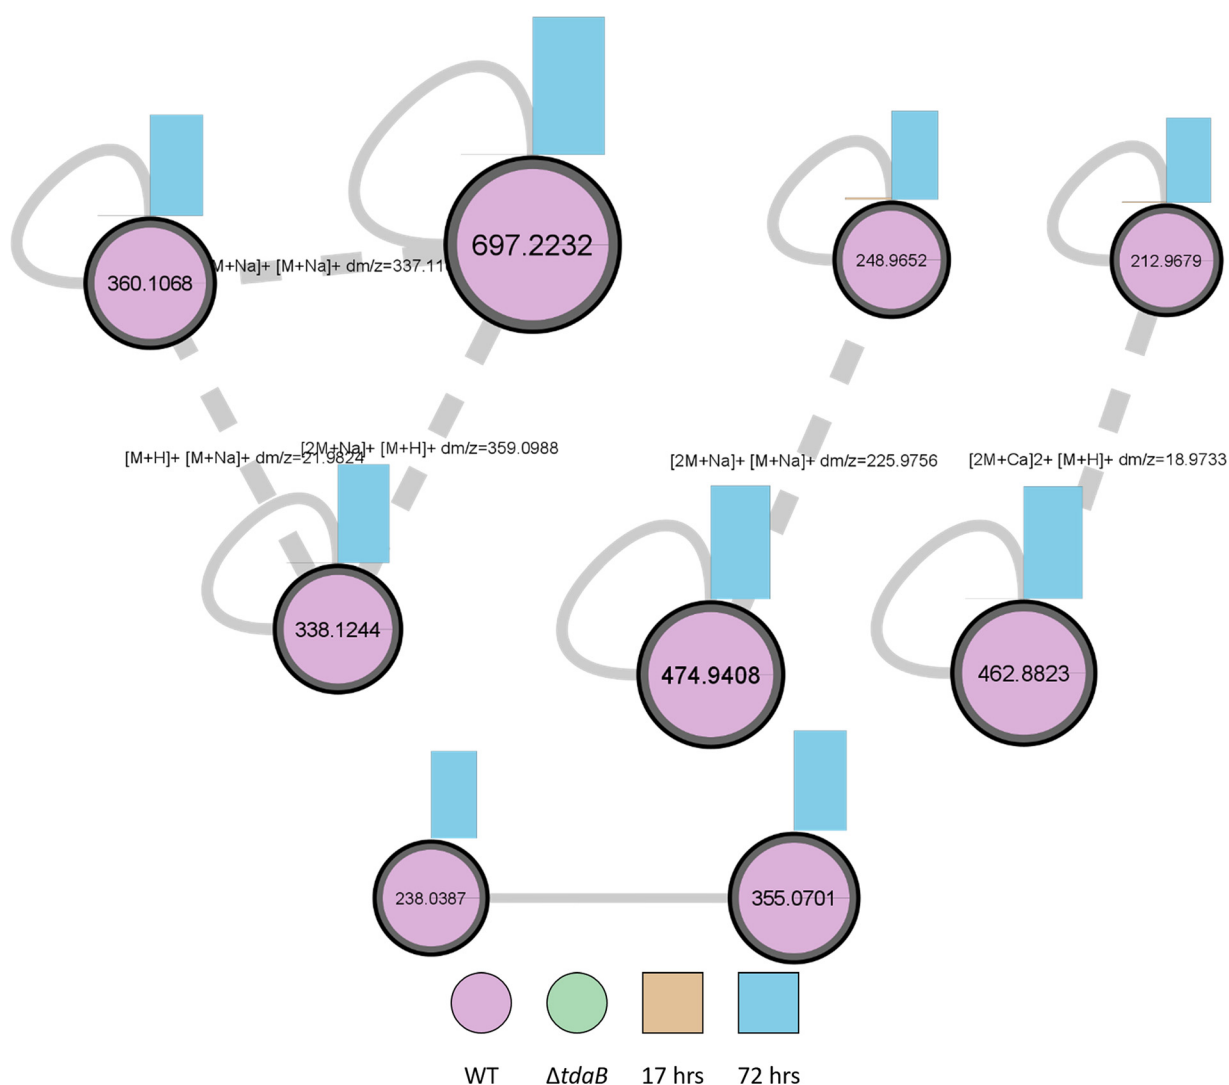 697.2232
360.1068
M+Na]+ [M+Na]+ dm/z=337.11
248.9652
212.9679
[M+H]+ [M+Na]+ dm/z=21.9824
[2M+Na]+ [M+H]+ dm/z=359.0988
[2M+Na]+ [M+Na]+ dm/z=225.9756
[2M+Ca]2+ [M+H]+ dm/z=18.9733
338.1244
474.9408
462.8823
238.0387
355.0701
WT ΔtdaB 17 hrs 72 hrs